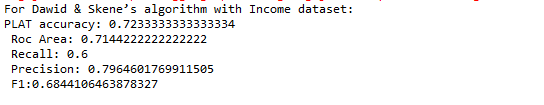 For Dawid & Skene’s algorithm with Income dataset:
PLAT accuracy: 0.7233333333333334
Roc Area: 0.7144222222222222
Recall: 0.6
Precision: 0.7964601769911505
F1:0.6844106463878327